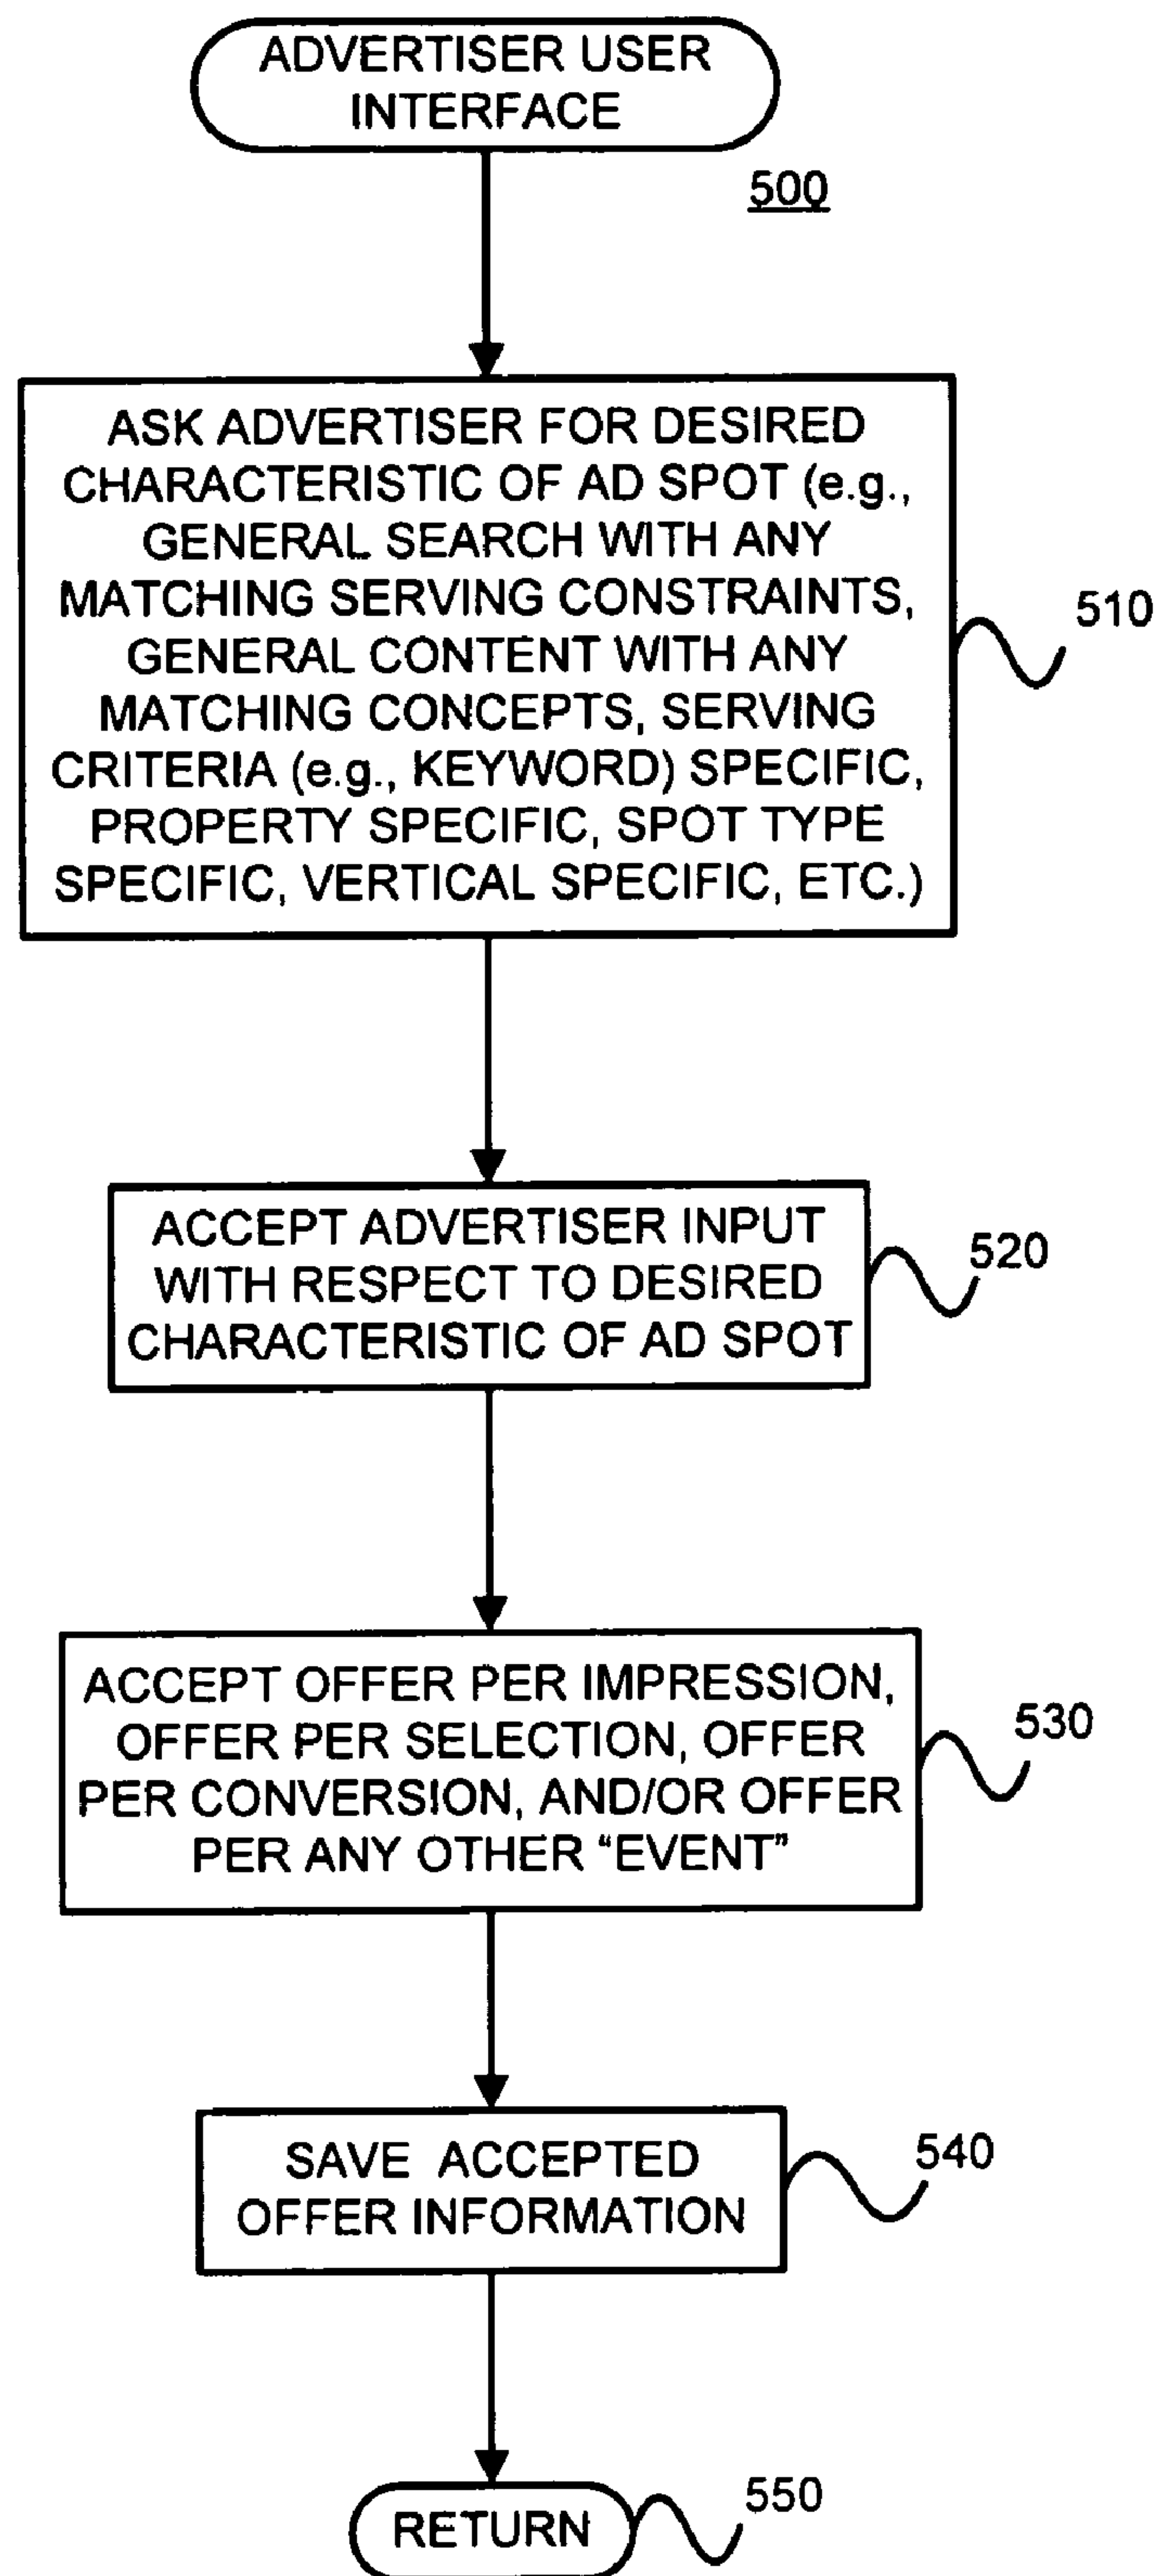 ADVERTISER USER
INTERFACE
500
ASK ADVERTISER FOR DESIRED
CHARACTERISTIC OF AD SPOT (e.g.,
GENERAL SEARCH WITH ANY
MATCHING SERVING CONSTRAINTS,
GENERAL CONTENT WITH ANY
MATCHING CONCEPTS, SERVING
CRITERIA (e.g., KEYWORD) SPECIFIC,
PROPERTY SPECIFIC, SPOT TYPE
SPECIFIC, VERTICAL SPECIFIC, ETC.)
510
ACCEPT ADVERTISER INPUT
WITH RESPECT TO DESIRED
CHARACTERISTIC OF AD SPOT
520
ACCEPT OFFER PER IMPRESSION,
OFFER PER SELECTION, OFFER
PER CONVERSION, AND/OR OFFER
PER ANY OTHER “EVENT”
530
SAVE ACCEPTED
OFFER INFORMATION
540
RETURN
550